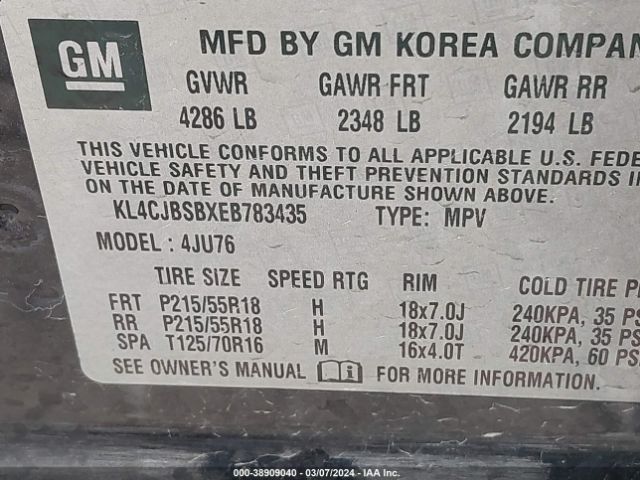 GM MFD BY GM KOREA COMPAN
GVWR GAWR FRT GAWR RR
4286 LB 2348 LB 2194 LB
THIS VEHICLE CONFORMS TO ALL APPLICABLE U.S. FEDE
VEHICLE SAFETY AND THEFT PREVENTION STANDARDS I
ON THE DATE OF MANUFACTURE SHOWN ABOVE.
KL4CJBSBXEB783435 TYPE: MPV
MODEL : 4JU76
TIRE SIZE SPEED RTG RIM COLD TIRE P
FRT P215/55R18 H 18x7.0J 240KPA, 35 PS
RR P215/55R18 H 18x7.0J 240KPA, 35 PS
SPA T125/70R16 M 16x4.0T 420KPA, 60 PS
SEE OWNER'S MANUAL i FOR MORE INFORMATION.
000-38909040 - 03/07/2024 - IAA Inc.